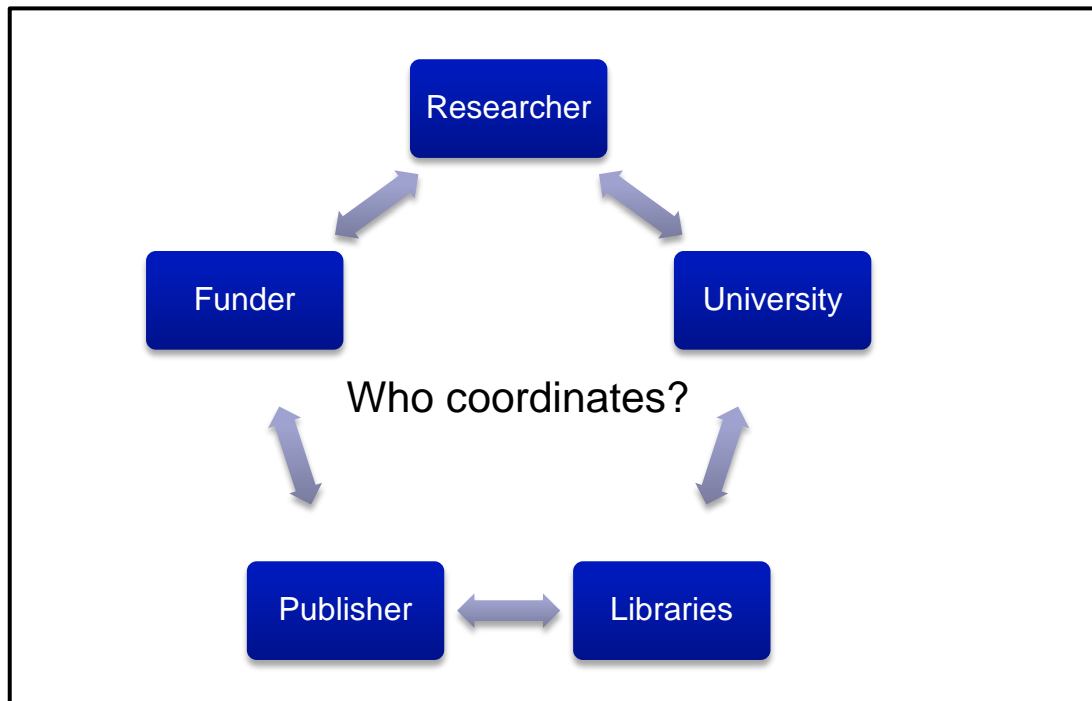 Researcher
Funder
University
Who coordinates?
Publisher
Libraries